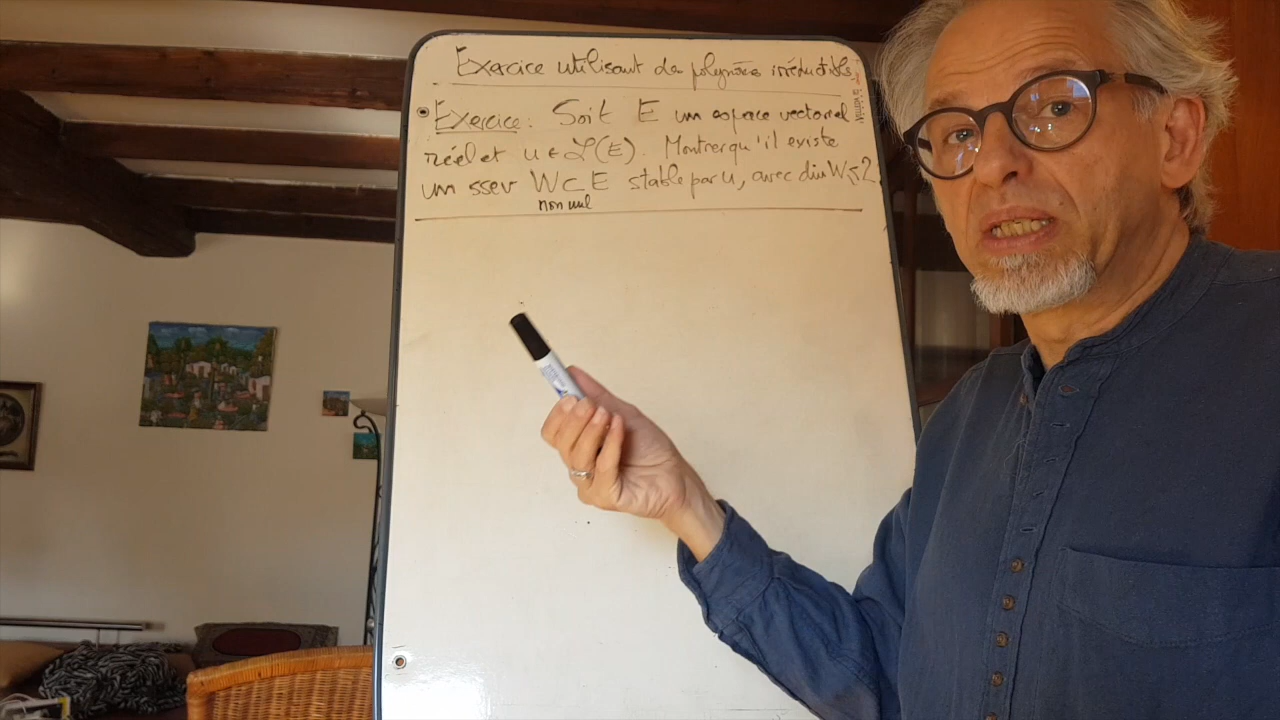 Exercice utilisant des polynômes irréductibles
• Exercice : Soit E un espace vectoriel
réel et u ∈ ℒ(E). Montrer qu'il existe
un ssev W ⊂ E stable par u, avec dim W ≤ 2.
non nul